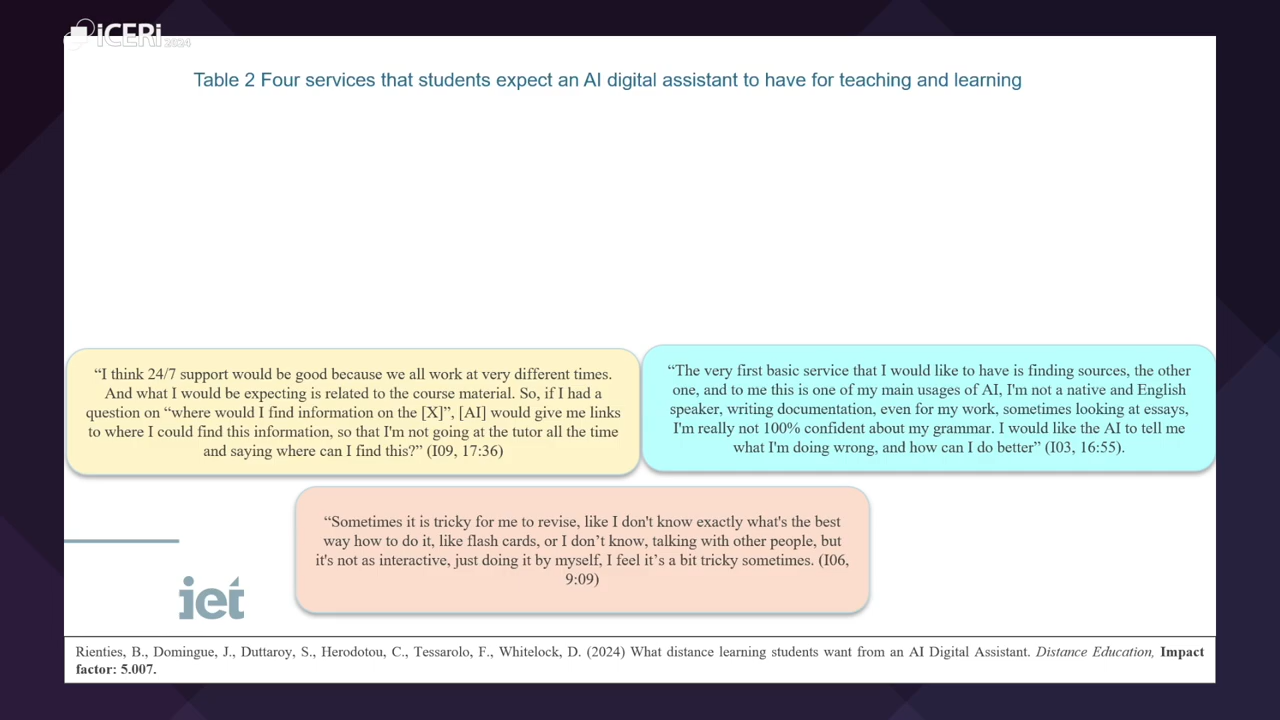 iCERi 2024
Table 2 Four services that students expect an AI digital assistant to have for teaching and learning
“I think 24/7 support would be good because we all work at very different times.
And what I would be expecting is related to the course material. So, if I had a
question on “where would I find information on the [X]”, [AI] would give me links
to where I could find this information, so that I'm not going at the tutor all the time
and saying where can I find this?” (I09, 17:36)
“The very first basic service that I would like to have is finding sources, the other
one, and to me this is one of my main usages of AI, I'm not a native and English
speaker, writing documentation, even for my work, sometimes looking at essays,
I'm really not 100% confident about my grammar. I would like the AI to tell me
what I'm doing wrong, and how can I do better” (I03, 16:55).
“Sometimes it is tricky for me to revise, like I don't know exactly what's the best
way how to do it, like flash cards, or I don’t know, talking with other people, but
it's not as interactive, just doing it by myself, I feel it’s a bit tricky sometimes. (I06,
9:09)
iet
Rienties, B., Domingue, J., Duttaroy, S., Herodotou, C., Tessarolo, F., Whitelock, D. (2024) What distance learning students want from an AI Digital Assistant. Distance Education, Impact
factor: 5.007.